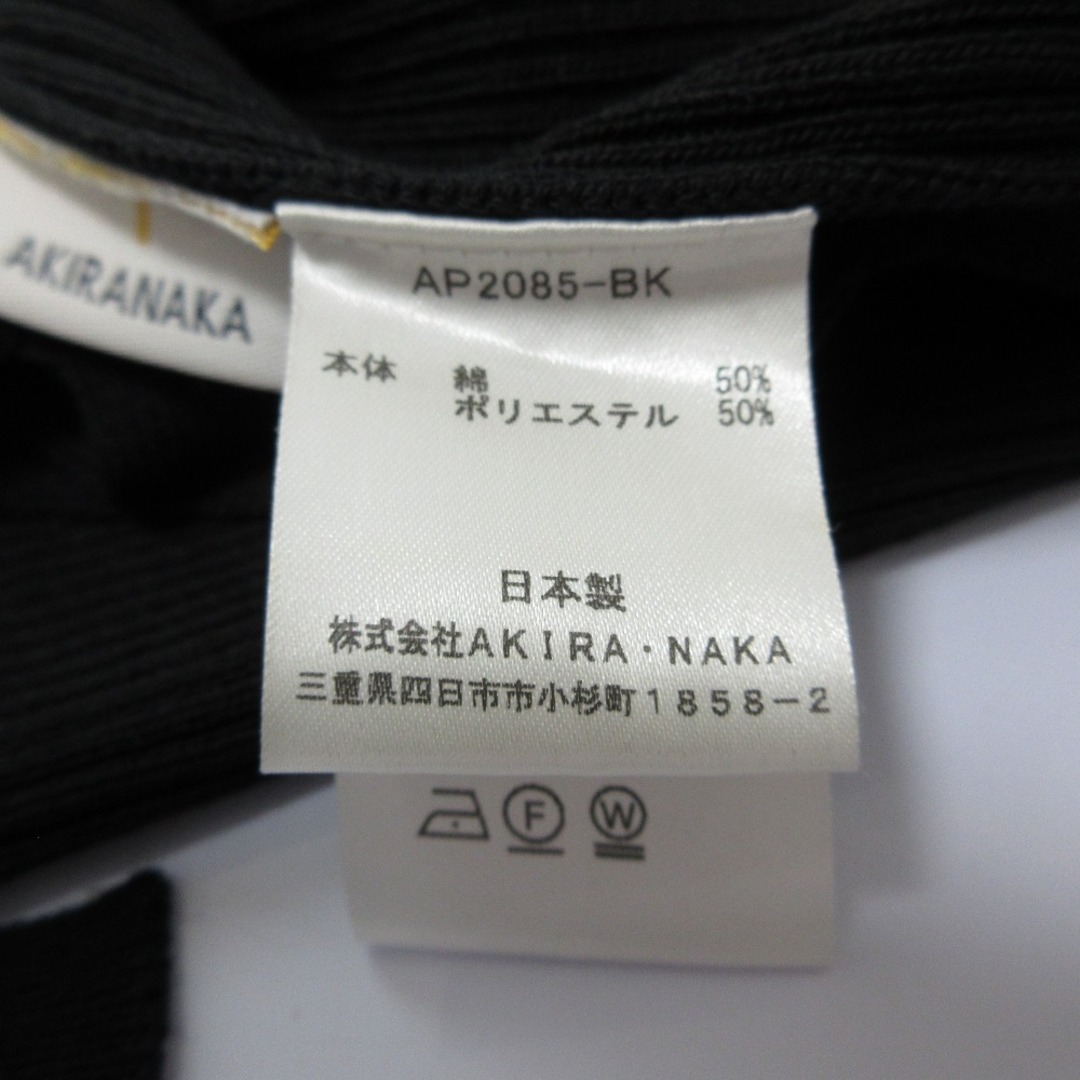 AKIRANAKA
AP2085-BK
本体 綿 50%
ポリエステル 50%
日本製
株式会社AKIRA・NAKA
三重県四日市市小杉町1858-2
F W